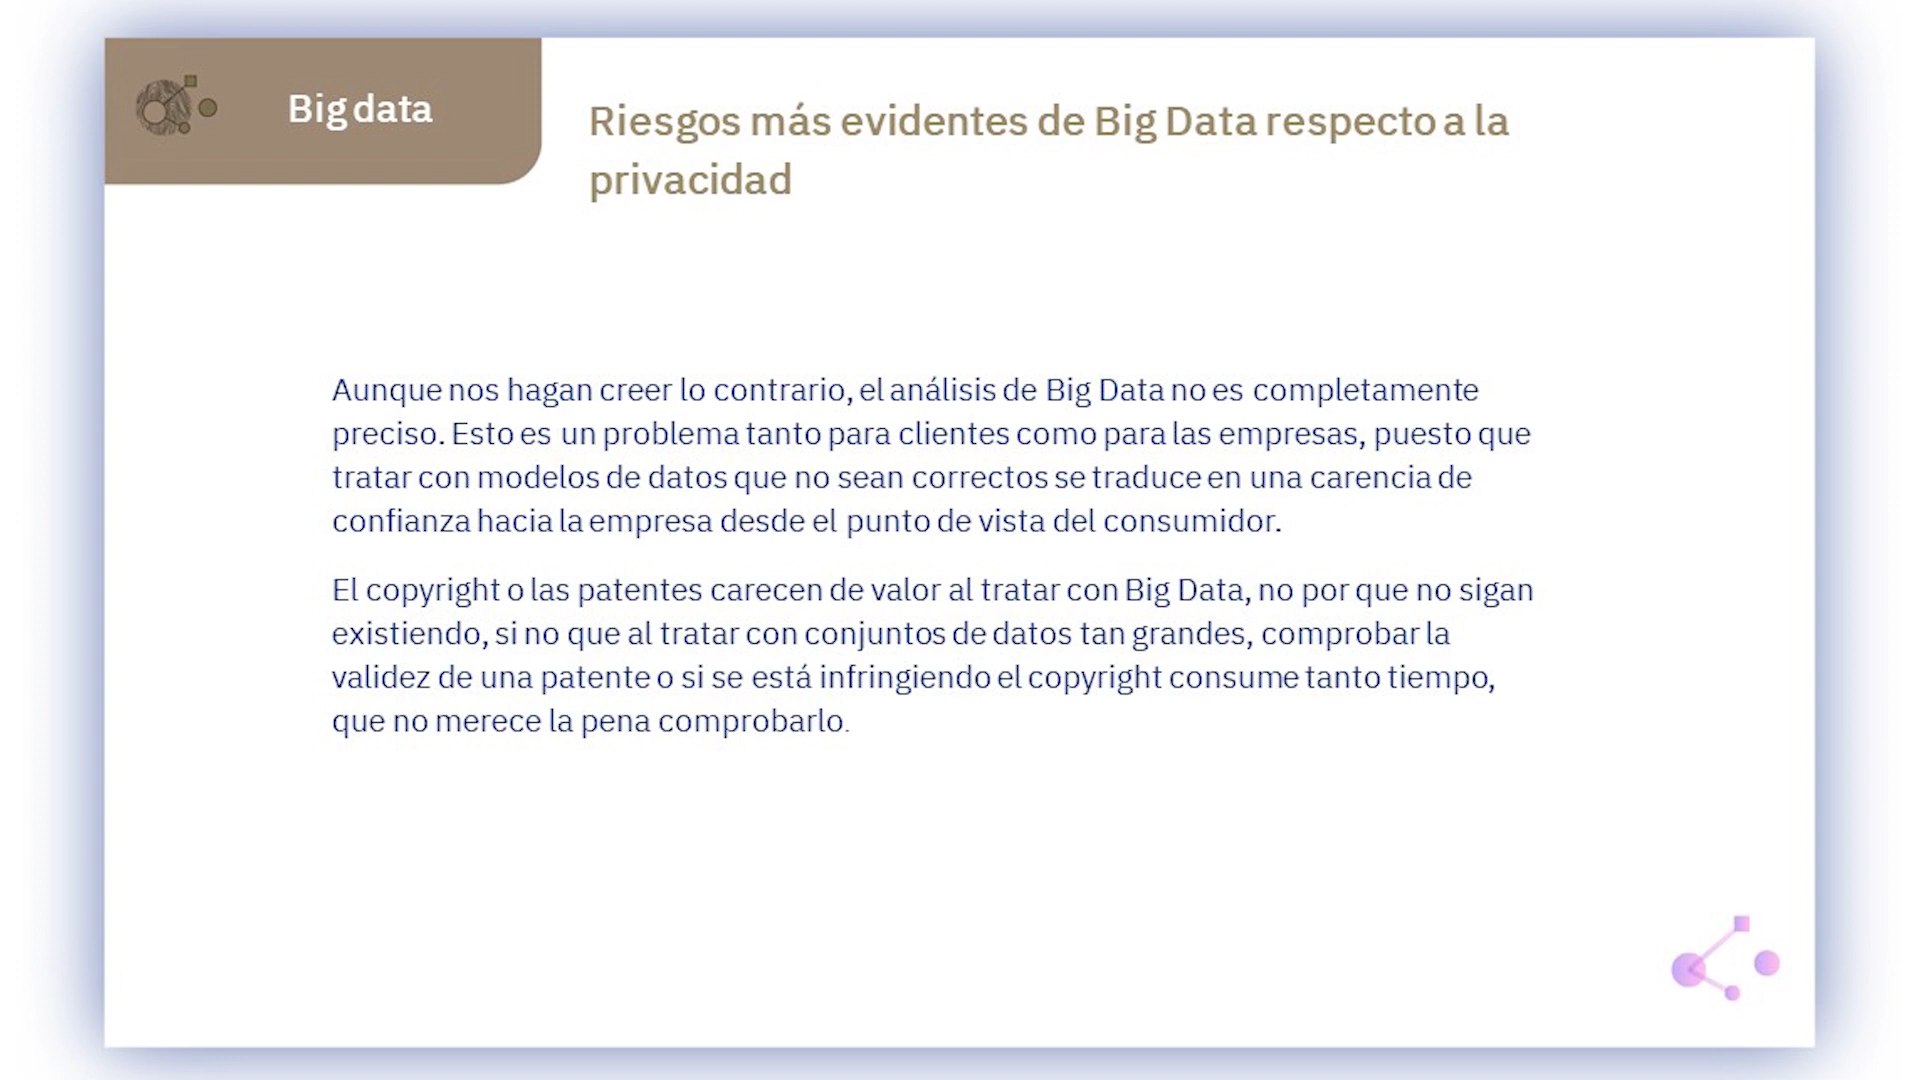 Big data
Riesgos más evidentes de Big Data respecto a la
privacidad
Aunque nos hagan creer lo contrario, el análisis de Big Data no es completamente
preciso. Esto es un problema tanto para clientes como para las empresas, puesto que
tratar con modelos de datos que no sean correctos se traduce en una carencia de
confianza hacia la empresa desde el punto de vista del consumidor.
El copyright o las patentes carecen de valor al tratar con Big Data, no por que no sigan
existiendo, si no que al tratar con conjuntos de datos tan grandes, comprobar la
validez de una patente o si se está infringiendo el copyright consume tanto tiempo,
que no merece la pena comprobarlo.